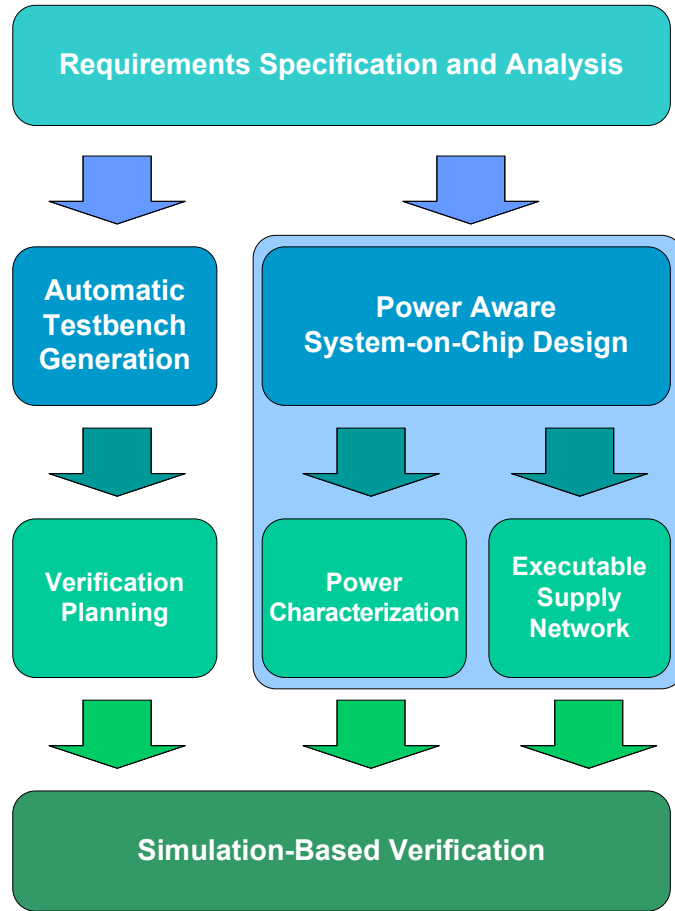 Requirements Specification and Analysis
Automatic
Testbench
Generation
Power Aware
System-on-Chip Design
Verification
Planning
Power
Characterization
Executable
Supply
Network
Simulation-Based Verification